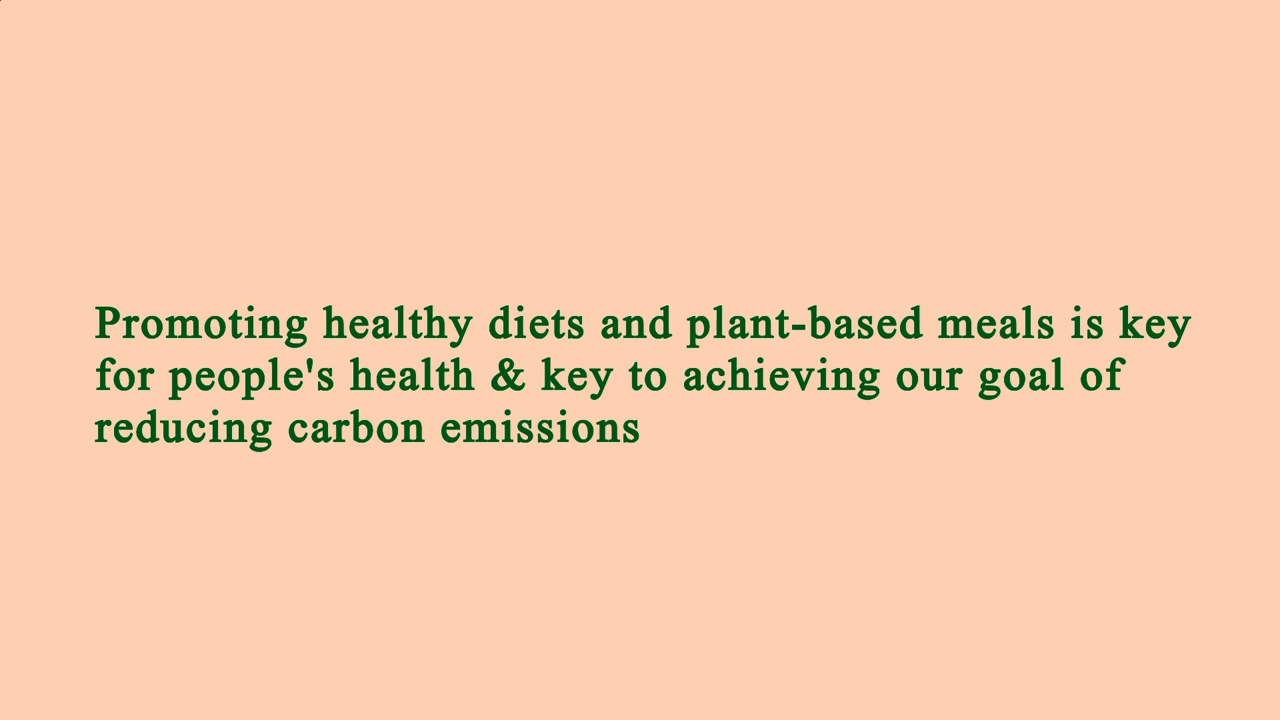 Promoting healthy diets and plant-based meals is key
for people's health & key to achieving our goal of
reducing carbon emissions